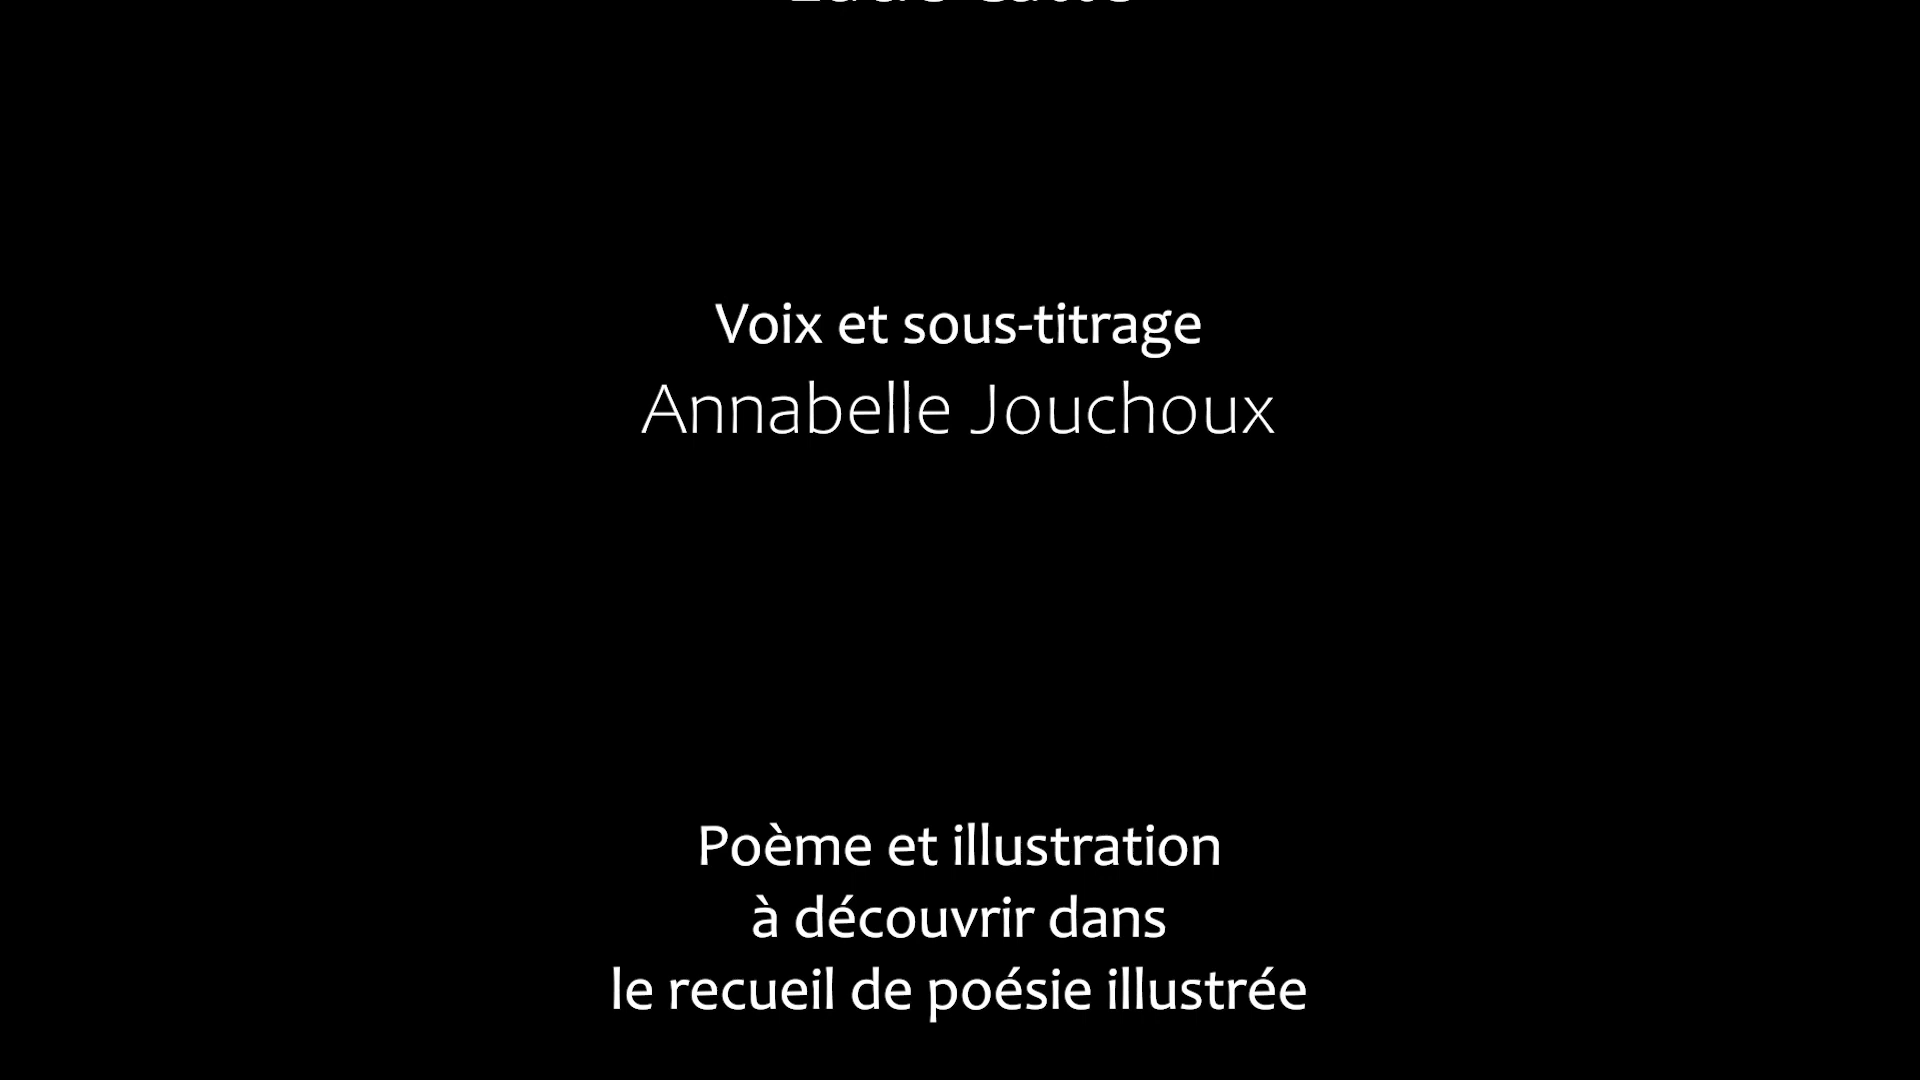 Voix et sous-titrage
Annabelle Jouchoux
Poème et illustration
à découvrir dans
le recueil de poésie illustrée